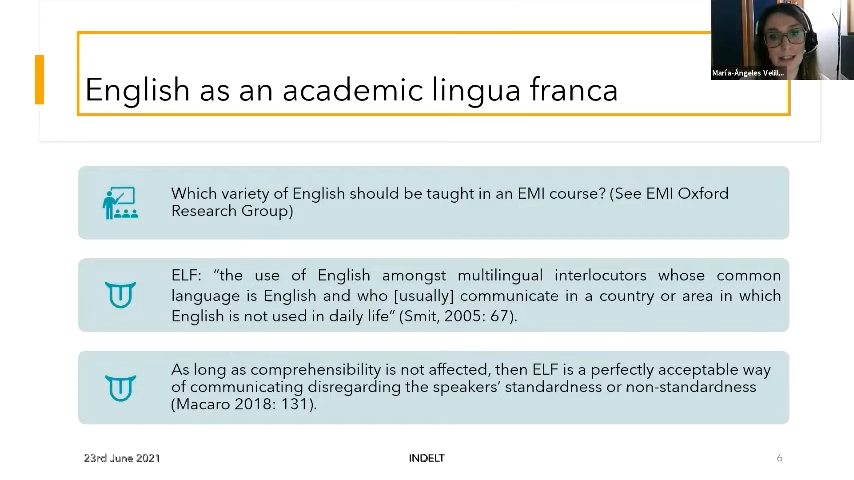 María-Ángeles Velill...
English as an academic lingua franca
Which variety of English should be taught in an EMI course? (See EMI Oxford
Research Group)
ELF: “the use of English amongst multilingual interlocutors whose common
language is English and who [usually] communicate in a country or area in which
English is not used in daily life” (Smit, 2005: 67).
As long as comprehensibility is not affected, then ELF is a perfectly acceptable way
of communicating disregarding the speakers’ standardness or non-standardness
(Macaro 2018: 131).
23rd June 2021
INDELT
6